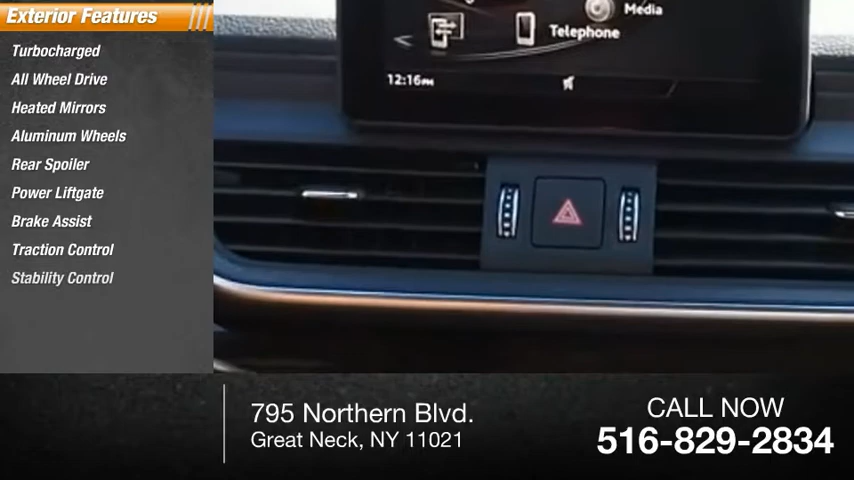 Exterior Features
Turbocharged
All Wheel Drive
Heated Mirrors
Aluminum Wheels
Rear Spoiler
Power Liftgate
Brake Assist
Traction Control
Stability Control
Media
Telephone
12:16PM
795 Northern Blvd.
Great Neck, NY 11021
CALL NOW
516-829-2834